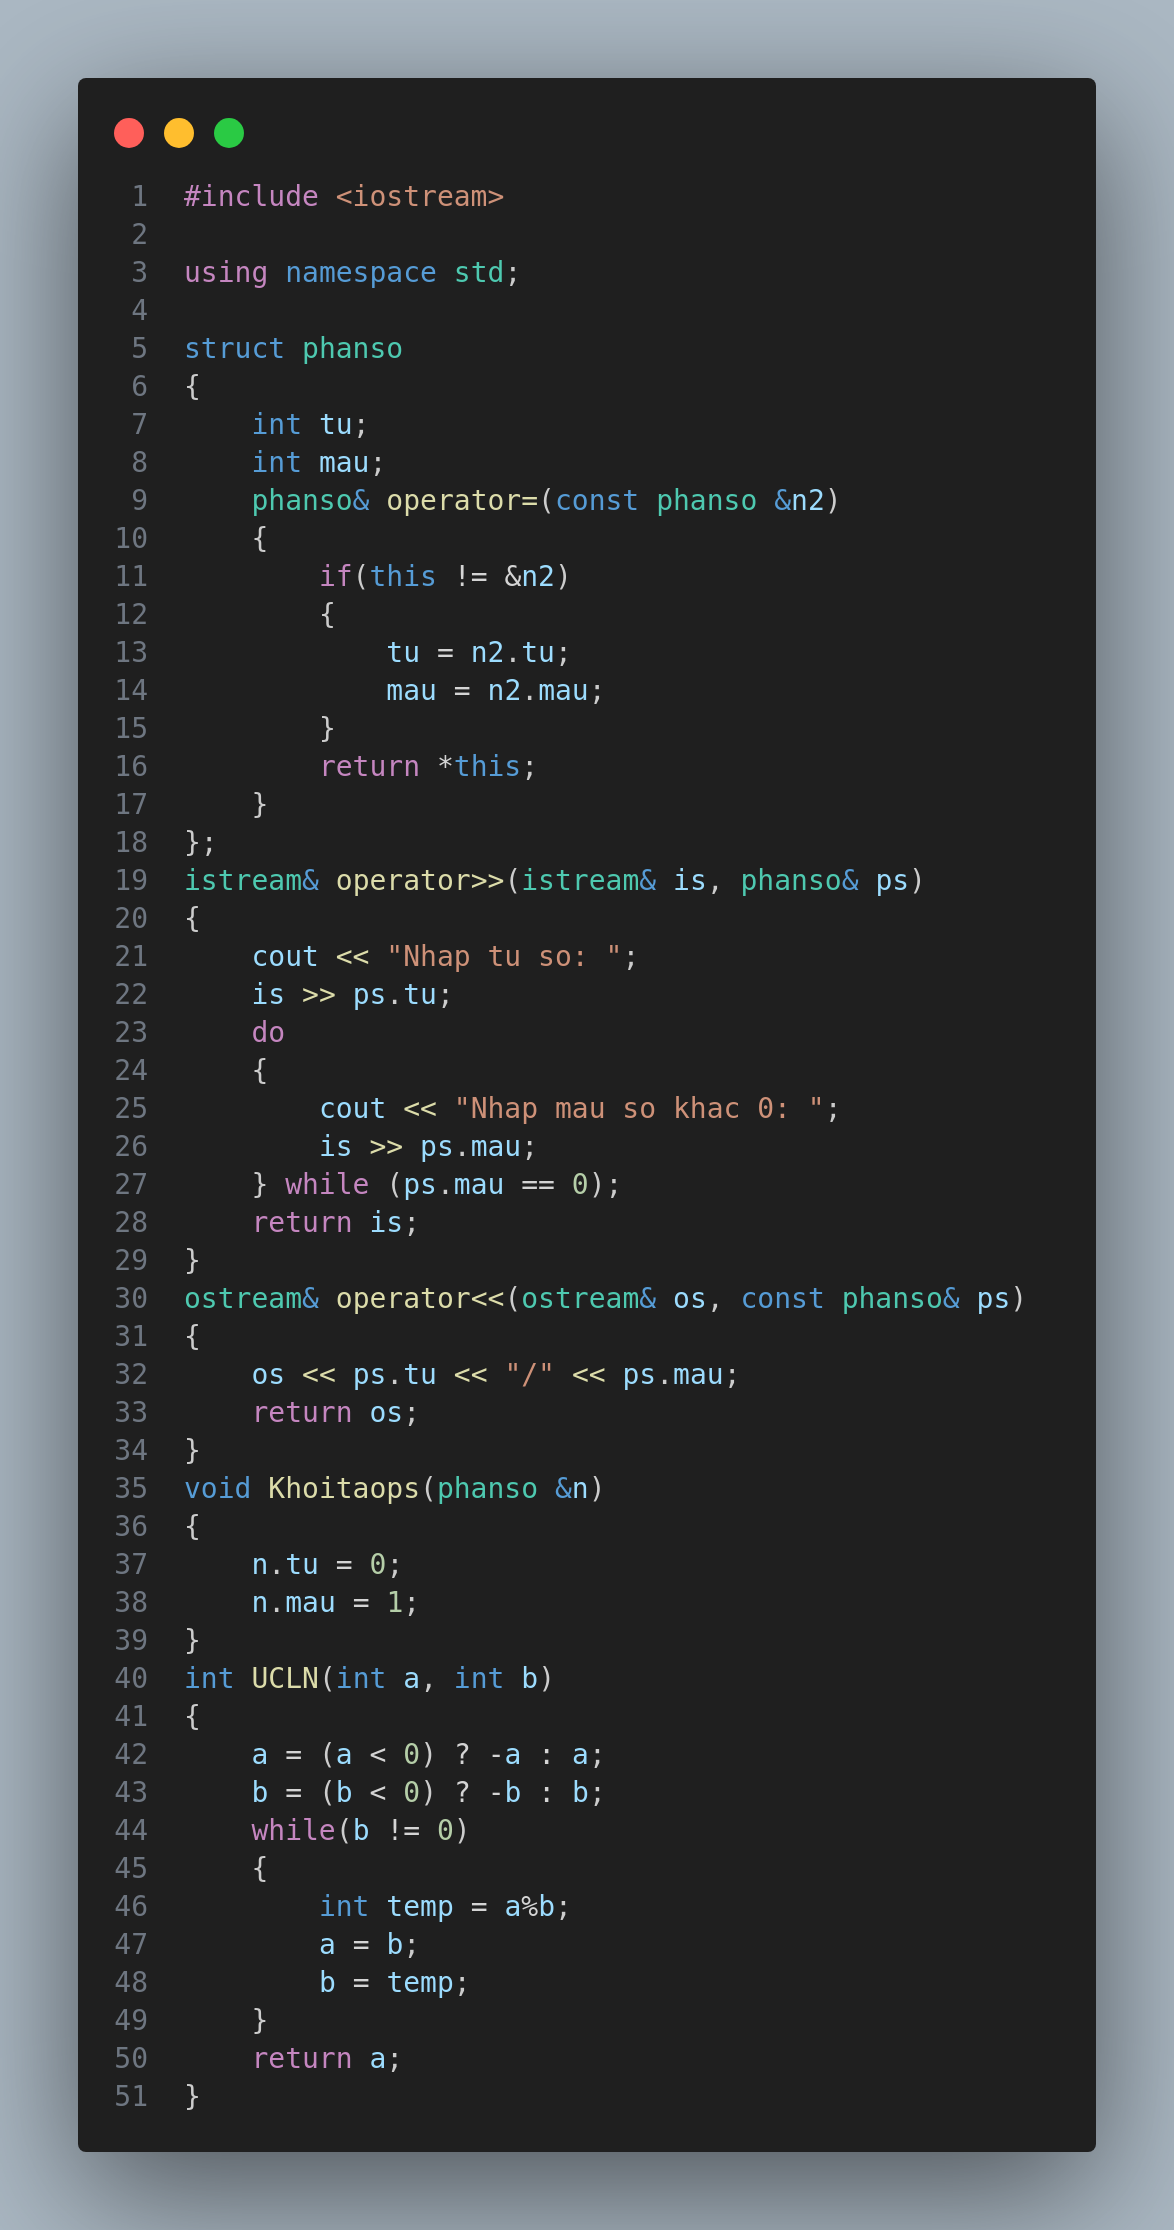 1 #include <iostream>
2
3 using namespace std;
4
5 struct phanso
6 {
7     int tu;
8     int mau;
9     phanso& operator=(const phanso &n2)
10     {
11         if(this != &n2)
12         {
13             tu = n2.tu;
14             mau = n2.mau;
15         }
16         return *this;
17     }
18 };
19 istream& operator>>(istream& is, phanso& ps)
20 {
21     cout << "Nhap tu so: ";
22     is >> ps.tu;
23     do
24     {
25         cout << "Nhap mau so khac 0: ";
26         is >> ps.mau;
27     } while (ps.mau == 0);
28     return is;
29 }
30 ostream& operator<<(ostream& os, const phanso& ps)
31 {
32     os << ps.tu << "/" << ps.mau;
33     return os;
34 }
35 void Khoitaops(phanso &n)
36 {
37     n.tu = 0;
38     n.mau = 1;
39 }
40 int UCLN(int a, int b)
41 {
42     a = (a < 0) ? -a : a;
43     b = (b < 0) ? -b : b;
44     while(b != 0)
45     {
46         int temp = a%b;
47         a = b;
48         b = temp;
49     }
50     return a;
51 }